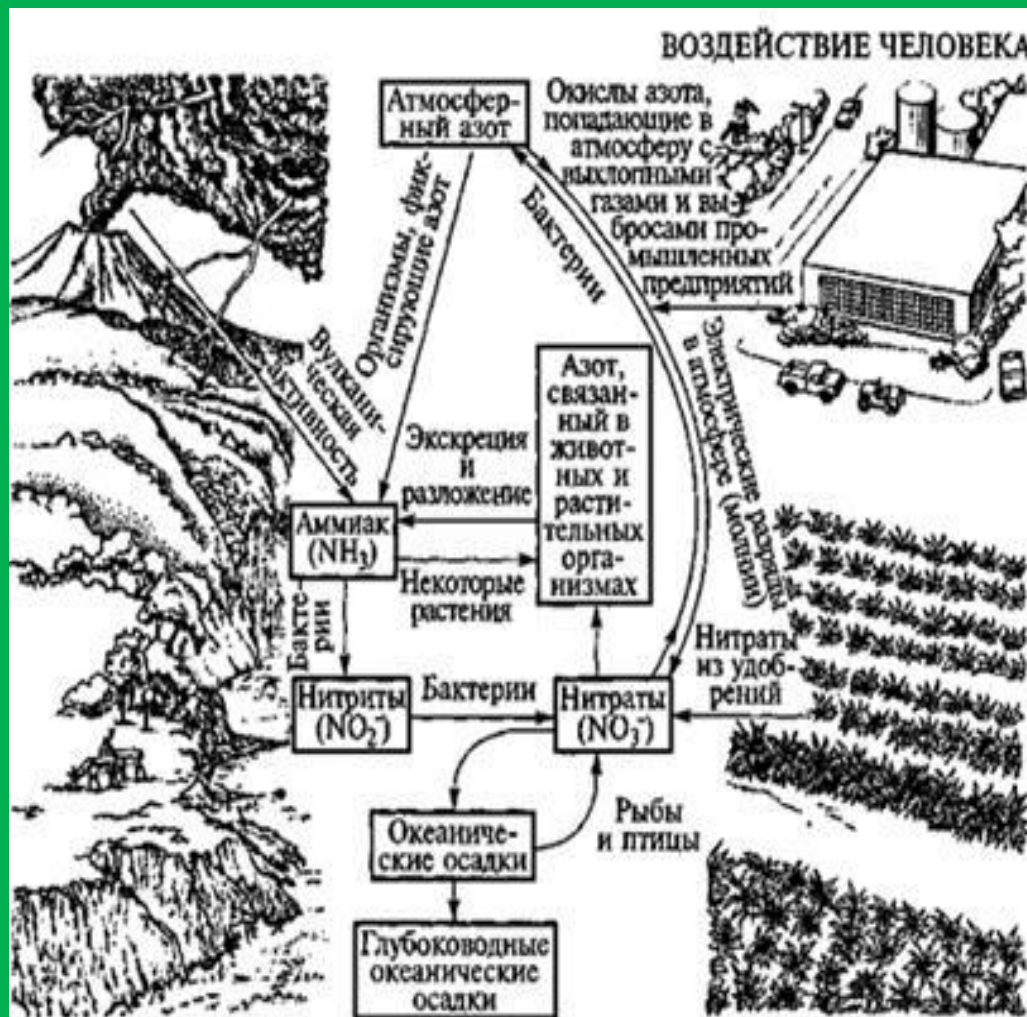 ВОЗДЕЙСТВИЕ ЧЕЛОВЕКА
Атмосфер-
ный азот
Окислы азота,
попадающие в
атмосферу с
выхлопными
газами и вы-
бросами про-
мышленных
предприятий
Организмы, фик-
сирующие азот
Бактерии
Вулкани-
ческая
активность
Электрические разряды
в атмосфере (молнии)
Азот,
связан-
ный в
живот-
ных и
расти-
тельных
орга-
низмах
Экскреция
и
разложение
Аммиак
(NH₃)
Некоторые
растения
Бакте-
рии
Нитриты
(NO₂⁻)
Бактерии
Нитраты
(NO₃⁻)
Нитраты
из удоб-
рений
Океаниче-
ские осадки
Рыбы
и птицы
Глубоководные
океанические
осадки